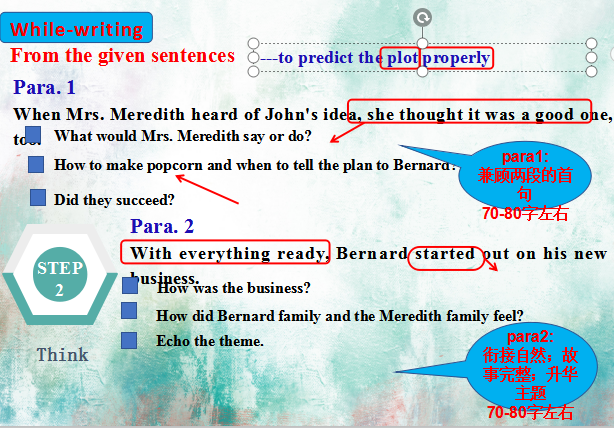 While-writing
From the given sentences
---to predict the plot properly
Para. 1
When Mrs. Meredith heard of John's idea, she thought it was a good one,
too.
What would Mrs. Meredith say or do?
How to make popcorn and when to tell the plan to Bernard?
Did they succeed?
para1:
兼顾两段的首
句
70-80字左右
Para. 2
With everything ready, Bernard started out on his new
business.
How was the business?
How did Bernard family and the Meredith family feel?
Echo the theme.
STEP
2
Think
para2:
衔接自然；故
事完整；升华
主题
70-80字左右